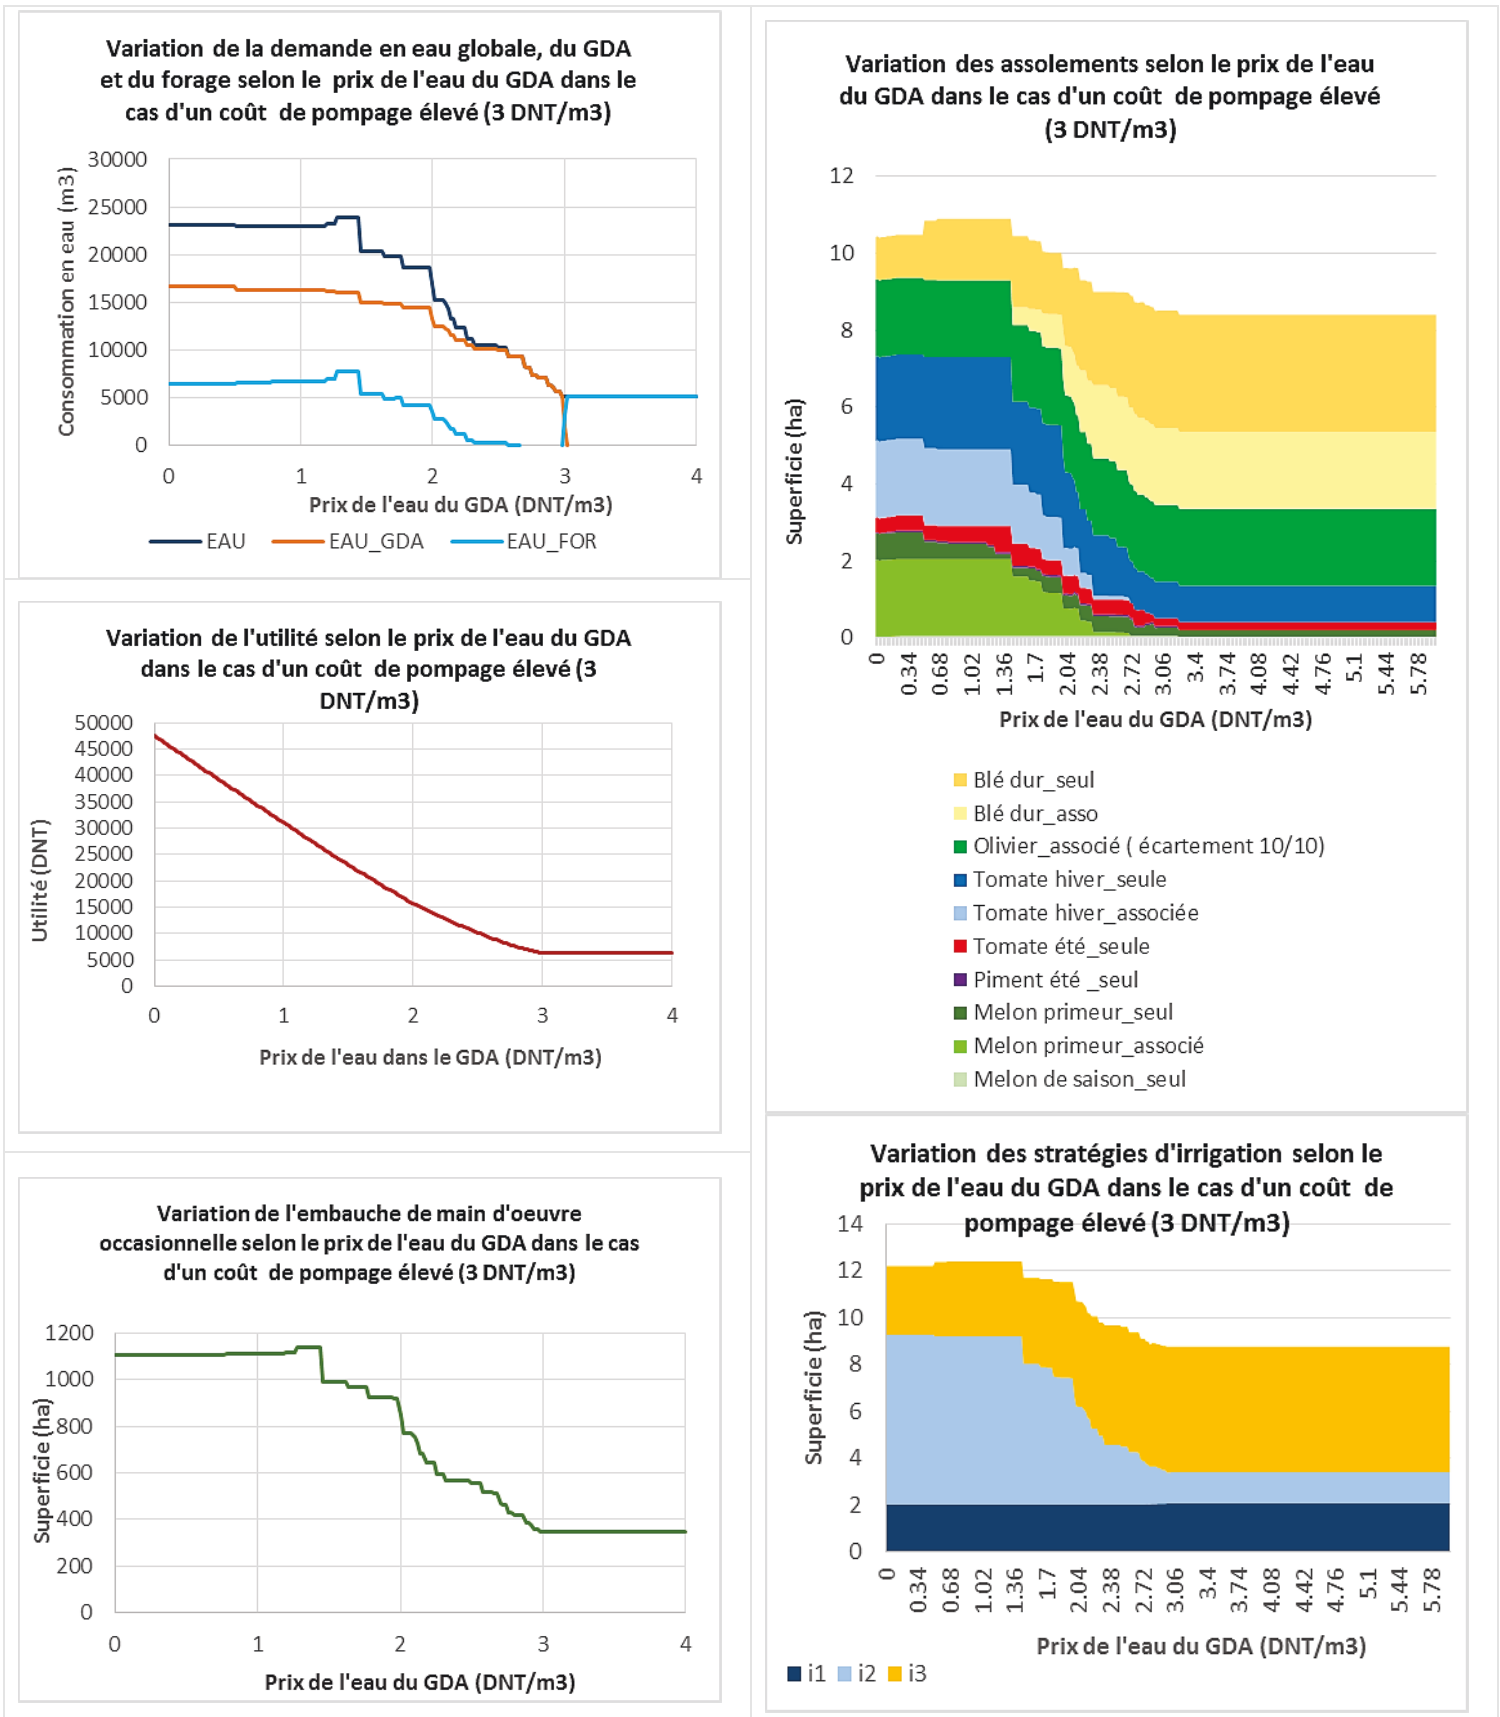 Variation de la demande en eau globale, du GDA
et du forage selon le prix de l'eau du GDA dans le
cas d'un coût de pompage élevé (3 DNT/m3)
Consommation en eau (m3)
30000
25000
20000
15000
10000
5000
0
0 1 2 3 4
Prix de l'eau du GDA (DNT/m3)
EAU EAU_GDA EAU_FOR
Variation de l'utilité selon le prix de l'eau du GDA
dans le cas d'un coût de pompage élevé (3
DNT/m3)
Utilité (DNT)
50000
45000
40000
35000
30000
25000
20000
15000
10000
5000
0
0 1 2 3 4
Prix de l'eau dans le GDA (DNT/m3)
Variation de l'embauche de main d'oeuvre
occasionnelle selon le prix de l'eau du GDA dans le cas
d'un coût de pompage élevé (3 DNT/m3)
Superficie (ha)
1200
1000
800
600
400
200
0
0 1 2 3 4
Prix de l'eau du GDA (DNT/m3)
Variation des assolements selon le prix de l'eau
du GDA dans le cas d'un coût de pompage élevé
(3 DNT/m3)
Superficie (ha)
12
10
8
6
4
2
0
0 0.34 0.68 1.02 1.36 1.7 2.04 2.38 2.72 3.06 3.4 3.74 4.08 4.42 4.76 5.1 5.44 5.78
Prix de l'eau du GDA (DNT/m3)
Blé dur_seul
Blé dur_asso
Olivier_associé ( écartement 10/10)
Tomate hiver_seule
Tomate hiver_associée
Tomate été_seule
Piment été _seul
Melon primeur_seul
Melon primeur_associé
Melon de saison_seul
Variation des stratégies d'irrigation selon le
prix de l'eau du GDA dans le cas d'un coût de
pompage élevé (3 DNT/m3)
Superficie (ha)
14
12
10
8
6
4
2
0
0 0.34 0.68 1.02 1.36 1.7 2.04 2.38 2.72 3.06 3.4 3.74 4.08 4.42 4.76 5.1 5.44 5.78
Prix de l'eau du GDA (DNT/m3)
i1 i2 i3